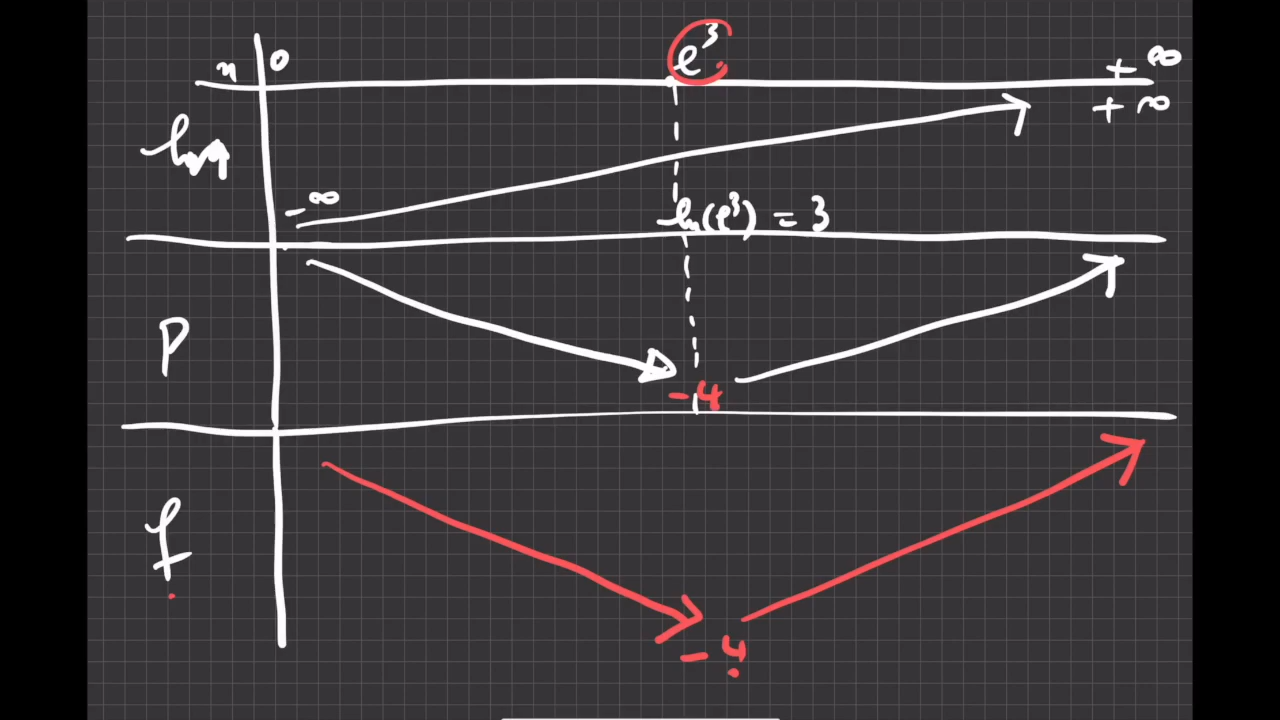 x 0 e³ +∞
ln x -∞ ln(e³) = 3 +∞
P -4
f -4